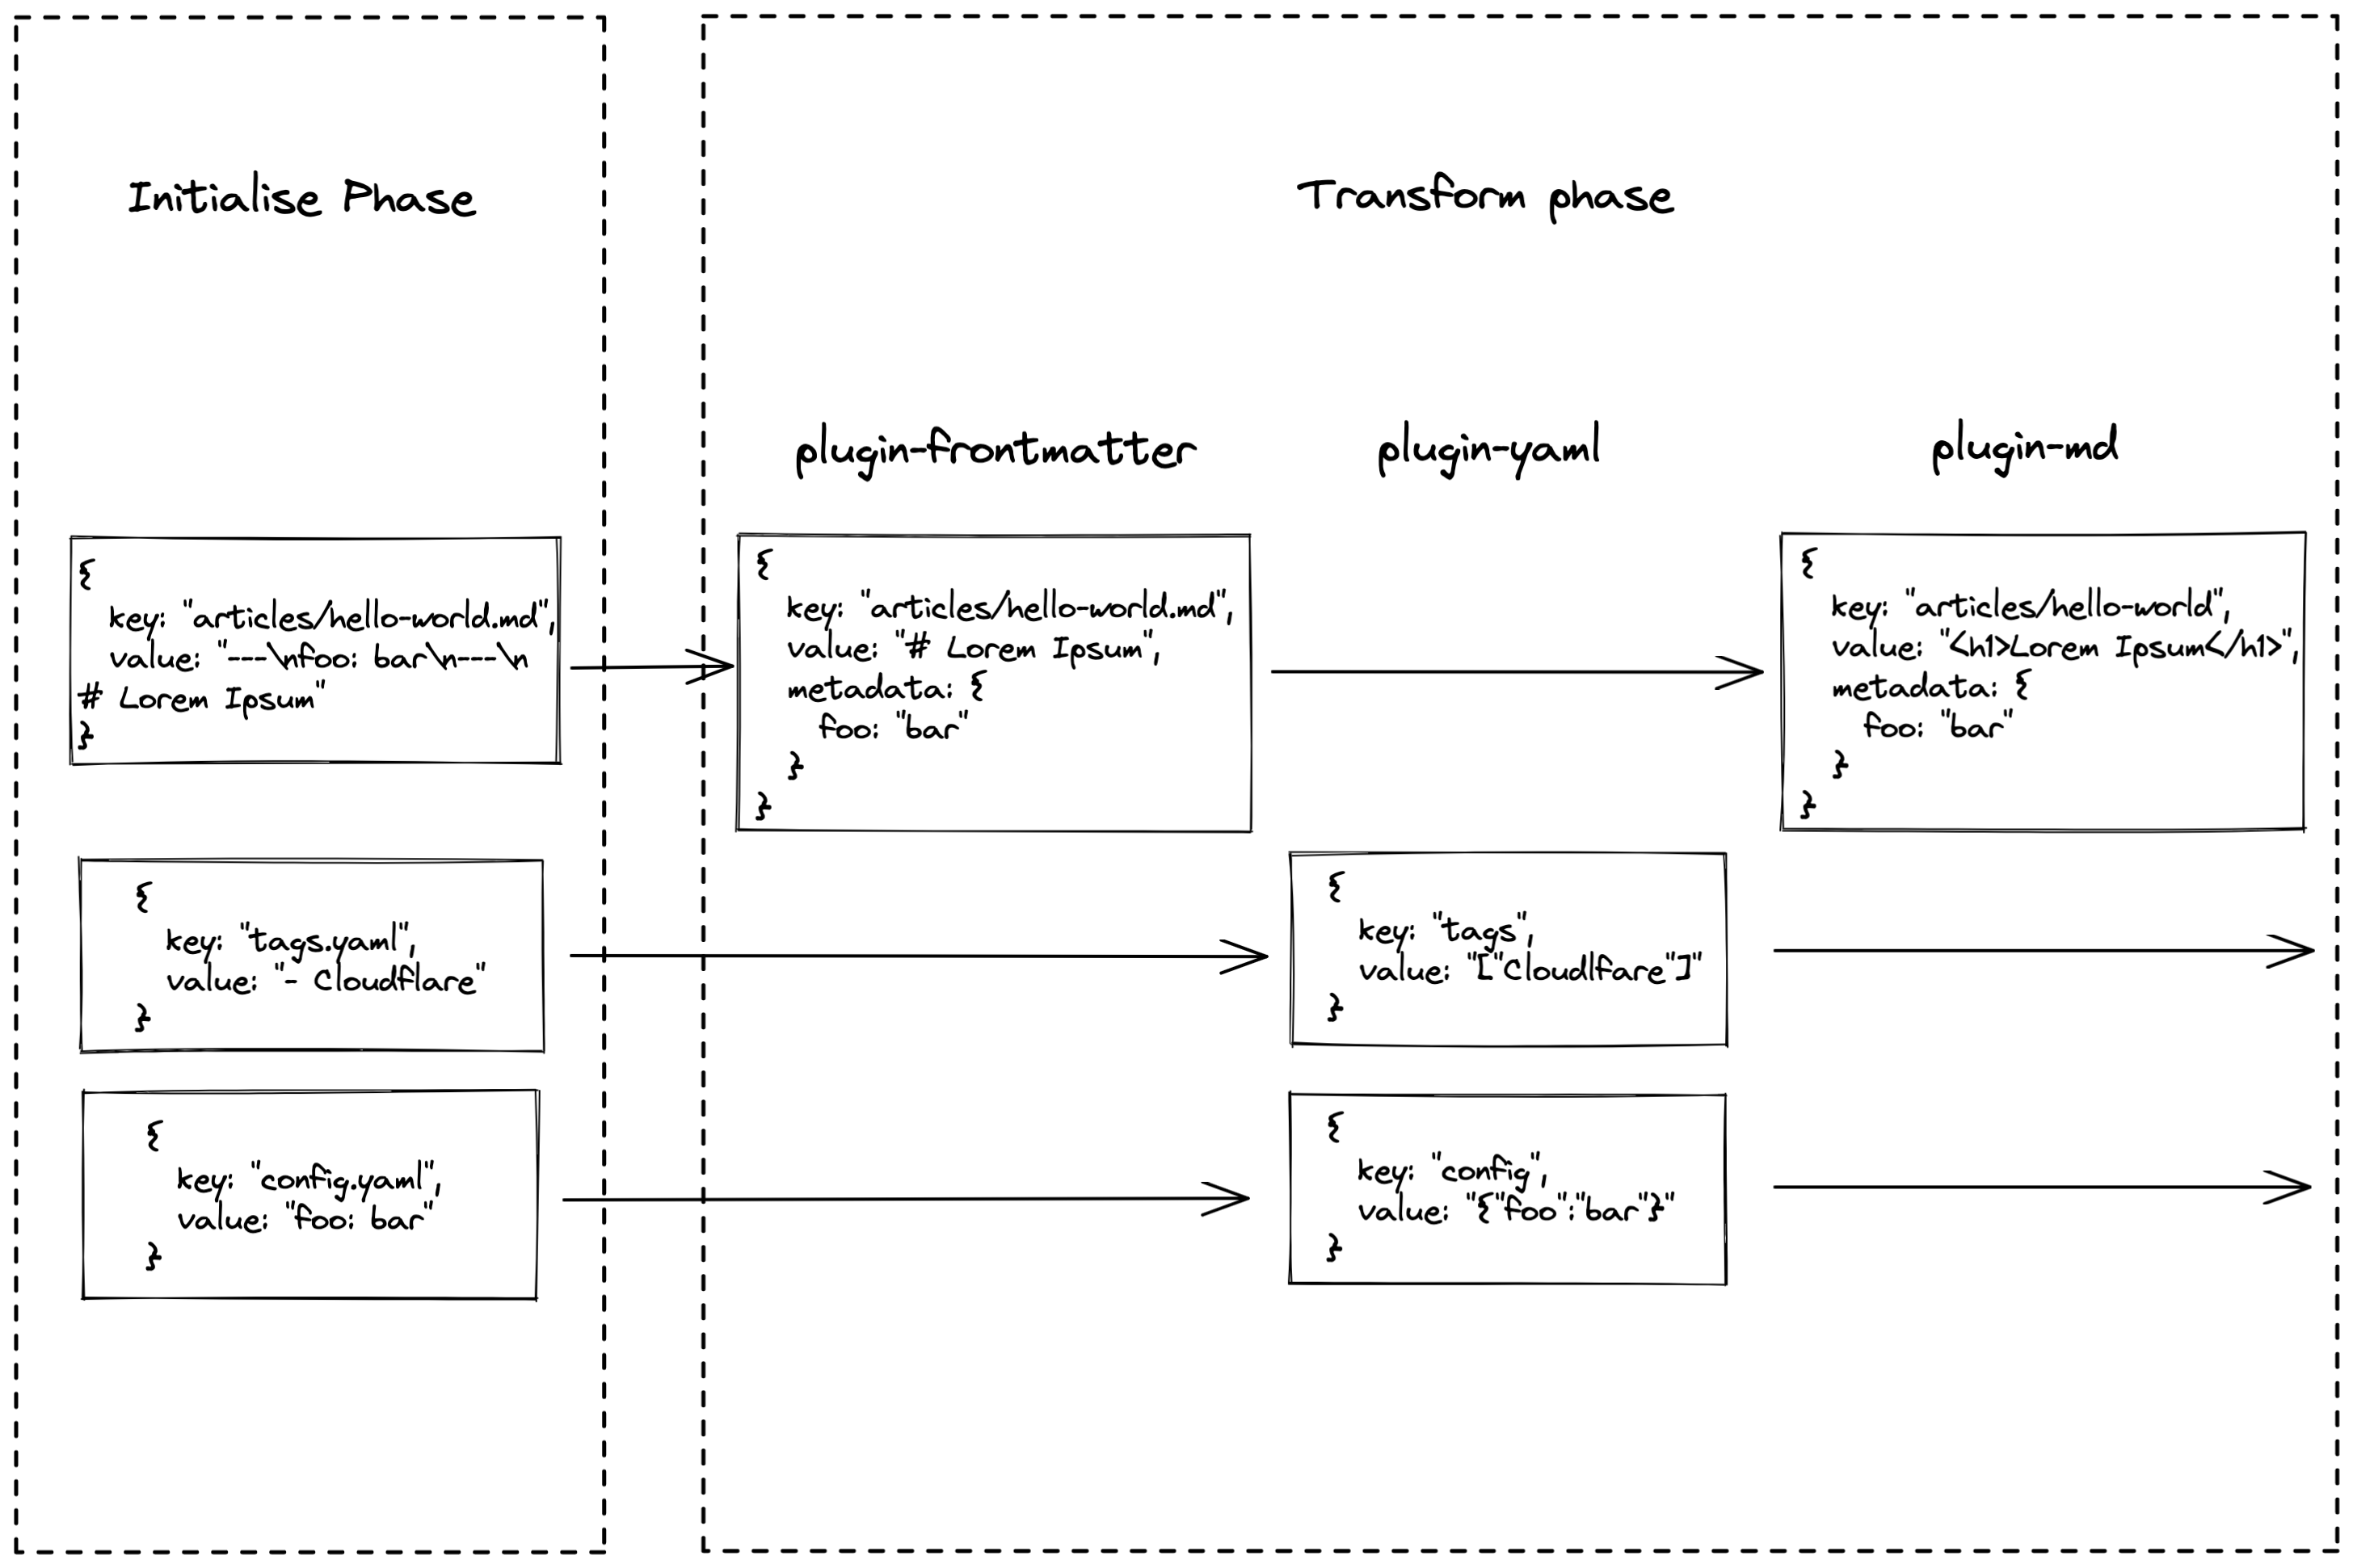 Initialise Phase
Transform phase
plugin-frontmatter
plugin-yaml
plugin-md
{
key: "articles/hello-world.md",
value: "---\nfoo: bar\n---\n
# Lorem Ipsum"
}
{
key: "articles/hello-world.md",
value: "# Lorem Ipsum",
metadata: {
foo: "bar"
}
}
{
key: "articles/hello-world",
value: "<h1>Lorem Ipsum</h1>",
metadata: {
foo: "bar"
}
}
{
key: "tags.yaml",
value: "- Cloudflare"
}
{
key: "tags",
value: "["Cloudlfare"]"
}
{
key: "config.yaml",
value: "foo: bar"
}
{
key: "config",
value: "{"foo":"bar"}"
}